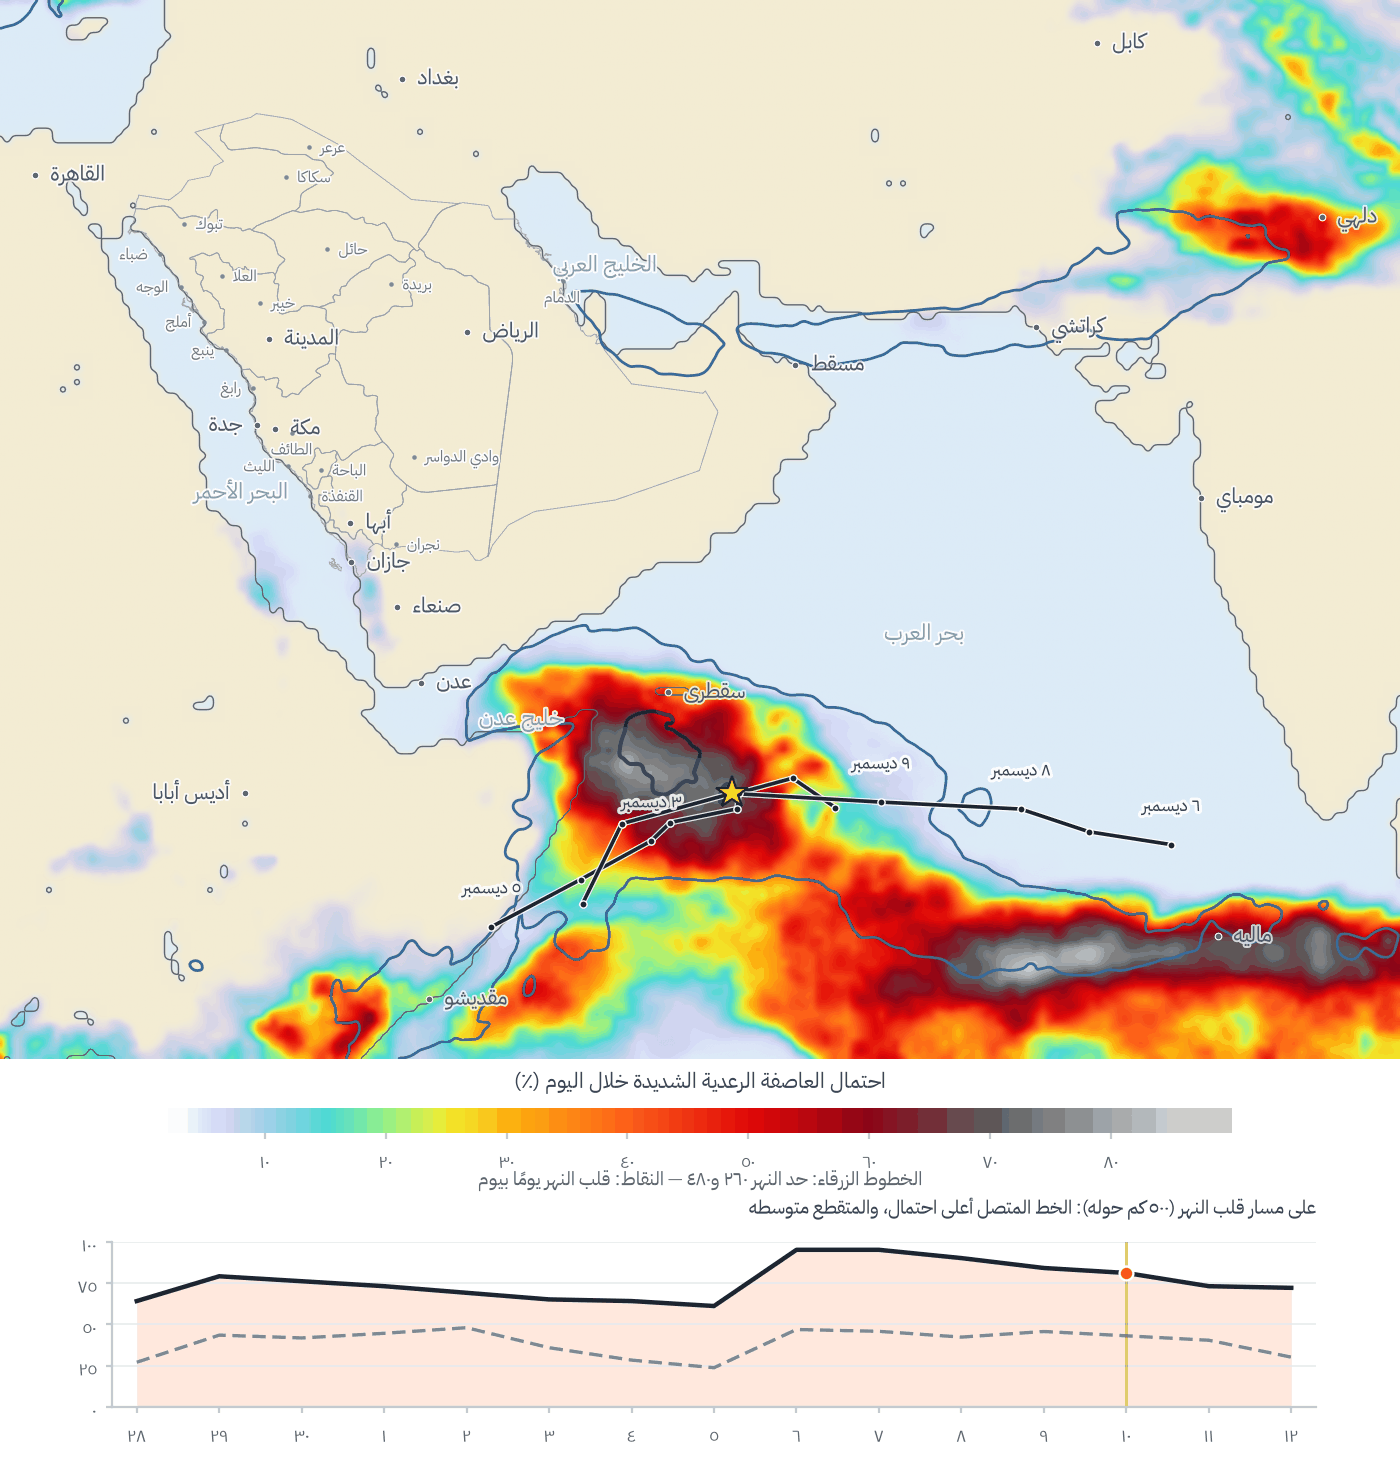 كابل
بغداد
عرعر
القاهرة
سكاكا
دلهي
تبوك
حائل
ضباء
الخليج العربي
العلا
الوجه
بريدة
خيبر
الدمام
أملج
كراتشي
الرياض
المدينة
ينبع
مسقط
رابغ
جدة
مكة
الطائف
وادي الدواسر
الليث
الباحة
البحر الأحمر
القنفذة
مومباي
أبها
نجران
جازان
صنعاء
بحر العرب
عدن
سقطرى
خليج عدن
٩ ديسمبر
٨ ديسمبر
أديس أبابا
٣ ديسمبر
٦ ديسمبر
٥ ديسمبر
ماليه
مقديشو
احتمال العاصفة الرعدية الشديدة خلال اليوم (٪)
١٠ ٢٠ ٣٠ ٤٠ ٥٠ ٦٠ ٧٠ ٨٠
الخطوط الزرقاء: حد النهر ٢٦٠ و٤٨٠ — النقاط: قلب النهر يومًا بيوم
على مسار قلب النهر (٥٠٠ كم حوله): الخط المتصل أعلى احتمال، والمتقطع متوسطه
١٠٠
٧٥
٥٠
٢٥
٠
٢٨ ٢٩ ٣٠ ١ ٢ ٣ ٤ ٥ ٦ ٧ ٨ ٩ ١٠ ١١ ١٢